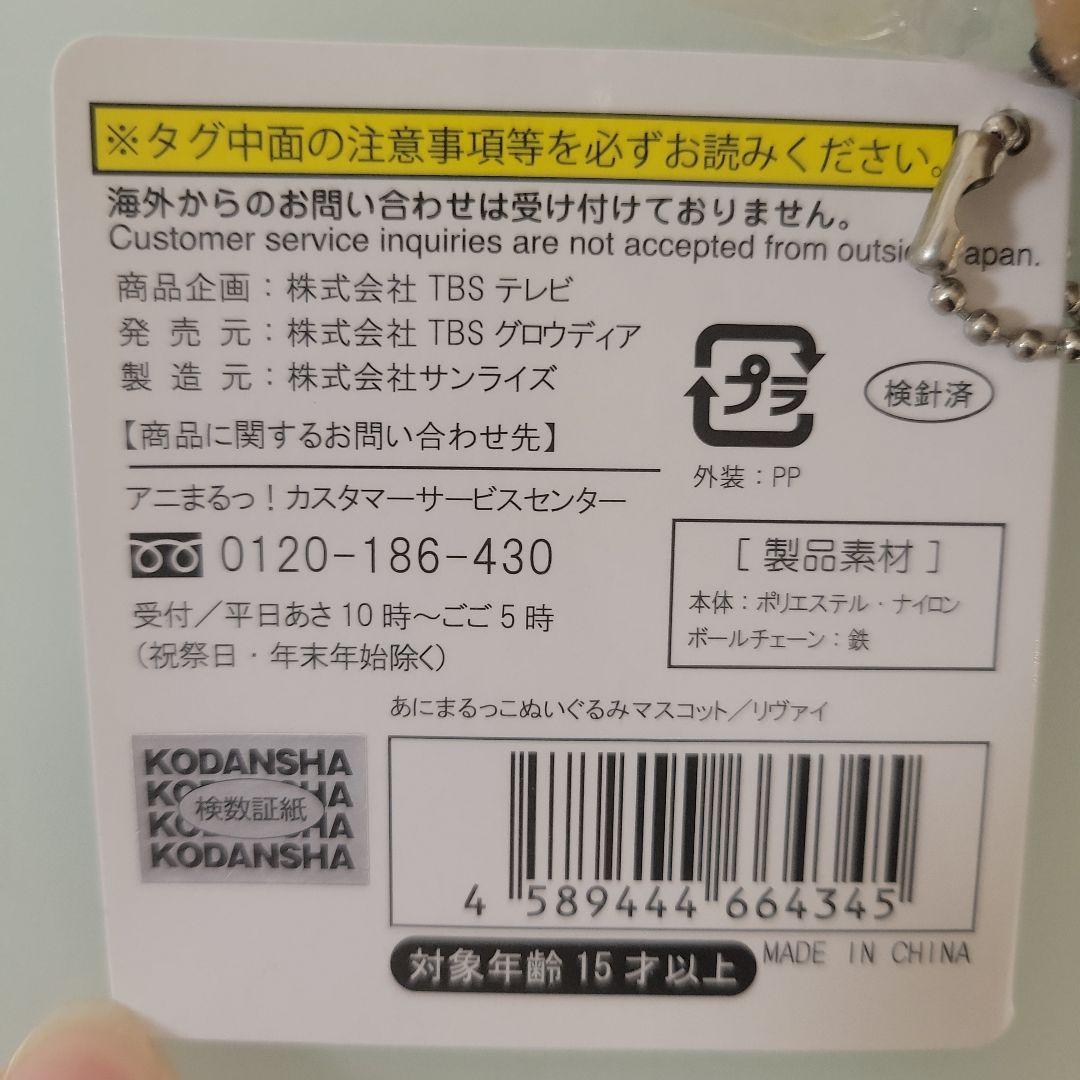 ※タグ中面の注意事項等を必ずお読みください。
海外からのお問い合わせは受け付けておりません。
Customer service inquiries are not accepted from apan.
商品企画：株式会社 TBS テレビ
発売元：株式会社 TBS グロウディア
製造元：株式会社サンライズ
【商品に関するお問い合わせ先】
アニまるっ！カスタマーサービスセンター
0120-186-430
受付／平日あさ10時～ごご5時
（祝祭日・年末年始除く）
プラ
外装：PP
検針済
［製品素材］
本体：ポリエステル・ナイロン
ボールチェーン：鉄
あにまるっこぬいぐるみマスコット／リヴァイ
KODANSHA
検数証紙
KODANSHA
4 589444 664345
対象年齢15才以上
MADE IN CHINA